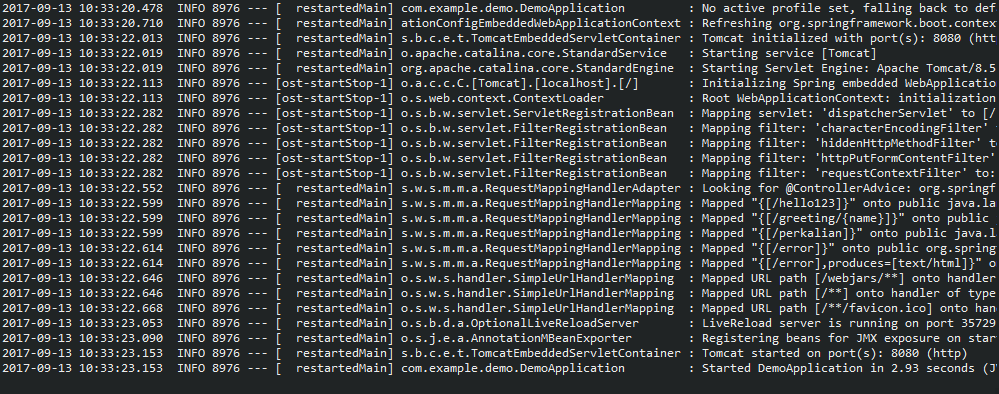 2017-09-13 10:33:20.478  INFO 8976 --- [  restartedMain] com.example.demo.DemoApplication         : No active profile set, falling back to def
2017-09-13 10:33:20.710  INFO 8976 --- [  restartedMain] ationConfigEmbeddedWebApplicationContext : Refreshing org.springframework.boot.contex
2017-09-13 10:33:22.013  INFO 8976 --- [  restartedMain] s.b.c.e.t.TomcatEmbeddedServletContainer : Tomcat initialized with port(s): 8080 (htt
2017-09-13 10:33:22.019  INFO 8976 --- [  restartedMain] o.apache.catalina.core.StandardService   : Starting service [Tomcat]
2017-09-13 10:33:22.019  INFO 8976 --- [  restartedMain] org.apache.catalina.core.StandardEngine  : Starting Servlet Engine: Apache Tomcat/8.5
2017-09-13 10:33:22.113  INFO 8976 --- [ost-startStop-1] o.a.c.c.C.[Tomcat].[localhost].[/]       : Initializing Spring embedded WebApplicatio
2017-09-13 10:33:22.113  INFO 8976 --- [ost-startStop-1] o.s.web.context.ContextLoader            : Root WebApplicationContext: initialization
2017-09-13 10:33:22.282  INFO 8976 --- [ost-startStop-1] o.s.b.w.servlet.ServletRegistrationBean  : Mapping servlet: 'dispatcherServlet' to [/
2017-09-13 10:33:22.282  INFO 8976 --- [ost-startStop-1] o.s.b.w.servlet.FilterRegistrationBean   : Mapping filter: 'characterEncodingFilter'
2017-09-13 10:33:22.282  INFO 8976 --- [ost-startStop-1] o.s.b.w.servlet.FilterRegistrationBean   : Mapping filter: 'hiddenHttpMethodFilter' to
2017-09-13 10:33:22.282  INFO 8976 --- [ost-startStop-1] o.s.b.w.servlet.FilterRegistrationBean   : Mapping filter: 'httpPutFormContentFilter'
2017-09-13 10:33:22.282  INFO 8976 --- [ost-startStop-1] o.s.b.w.servlet.FilterRegistrationBean   : Mapping filter: 'requestContextFilter' to:
2017-09-13 10:33:22.552  INFO 8976 --- [  restartedMain] s.w.s.m.m.a.RequestMappingHandlerAdapter : Looking for @ControllerAdvice: org.springf
2017-09-13 10:33:22.599  INFO 8976 --- [  restartedMain] s.w.s.m.m.a.RequestMappingHandlerMapping : Mapped "{[/hello123]}" onto public java.la
2017-09-13 10:33:22.599  INFO 8976 --- [  restartedMain] s.w.s.m.m.a.RequestMappingHandlerMapping : Mapped "{[/greeting/{name}]}" onto public
2017-09-13 10:33:22.599  INFO 8976 --- [  restartedMain] s.w.s.m.m.a.RequestMappingHandlerMapping : Mapped "{[/perkalian]}" onto public java.l
2017-09-13 10:33:22.614  INFO 8976 --- [  restartedMain] s.w.s.m.m.a.RequestMappingHandlerMapping : Mapped "{[/error]}" onto public org.spring
2017-09-13 10:33:22.614  INFO 8976 --- [  restartedMain] s.w.s.m.m.a.RequestMappingHandlerMapping : Mapped "{[/error],produces=[text/html]}" o
2017-09-13 10:33:22.646  INFO 8976 --- [  restartedMain] o.s.w.s.handler.SimpleUrlHandlerMapping  : Mapped URL path [/webjars/**] onto handler
2017-09-13 10:33:22.646  INFO 8976 --- [  restartedMain] o.s.w.s.handler.SimpleUrlHandlerMapping  : Mapped URL path [/**] onto handler of type
2017-09-13 10:33:22.668  INFO 8976 --- [  restartedMain] o.s.w.s.handler.SimpleUrlHandlerMapping  : Mapped URL path [/**/favicon.ico] onto han
2017-09-13 10:33:23.053  INFO 8976 --- [  restartedMain] o.s.b.d.a.OptionalLiveReloadServer       : LiveReload server is running on port 35729
2017-09-13 10:33:23.090  INFO 8976 --- [  restartedMain] o.s.j.e.a.AnnotationMBeanExporter        : Registering beans for JMX exposure on star
2017-09-13 10:33:23.153  INFO 8976 --- [  restartedMain] s.b.c.e.t.TomcatEmbeddedServletContainer : Tomcat started on port(s): 8080 (http)
2017-09-13 10:33:23.153  INFO 8976 --- [  restartedMain] com.example.demo.DemoApplication         : Started DemoApplication in 2.93 seconds (J